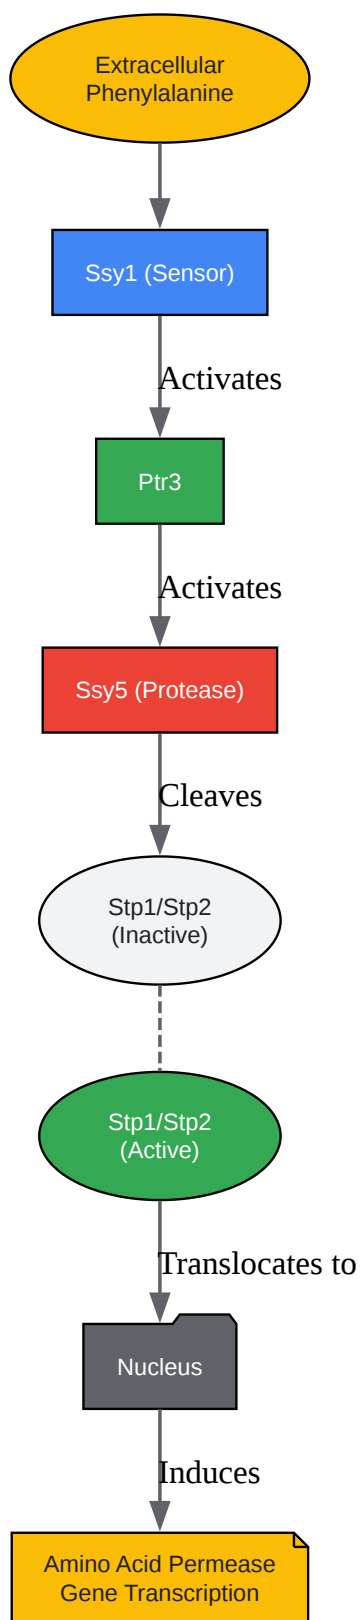 Extracellular
Phenylalanine
Ssy1 (Sensor)
Activates
Ptr3
Activates
Ssy5 (Protease)
Cleaves
Stp1/Stp2
(Inactive)
Stp1/Stp2
(Active)
Translocates to
Nucleus
Induces
Amino Acid Permease
Gene Transcription